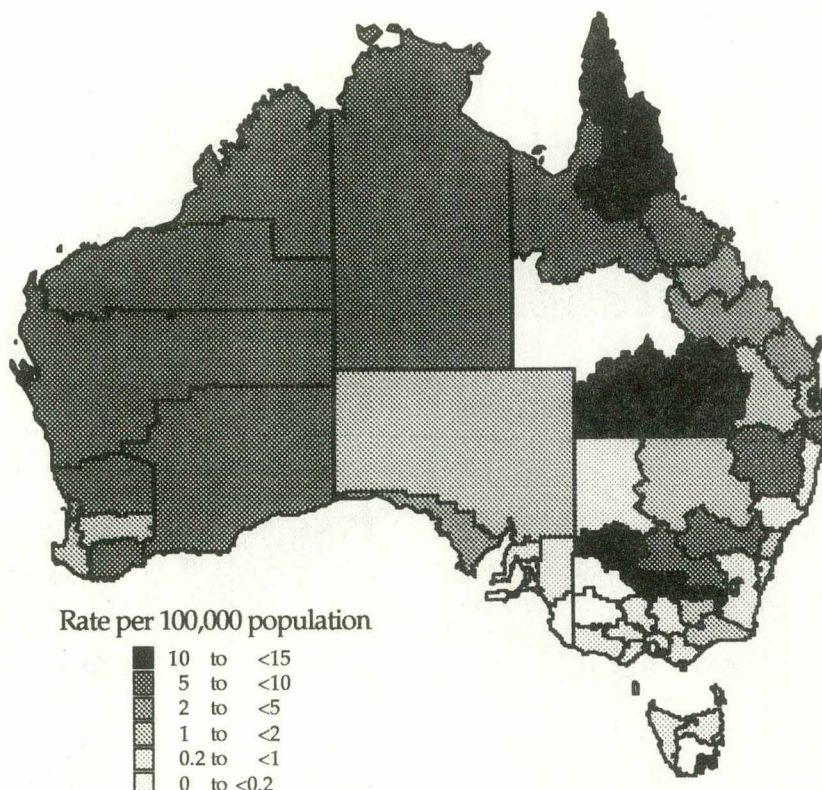 Rate per 100,000 population
10 to <15
5 to <10
2 to <5
1 to <2
0.2 to <1
0 to <0.2